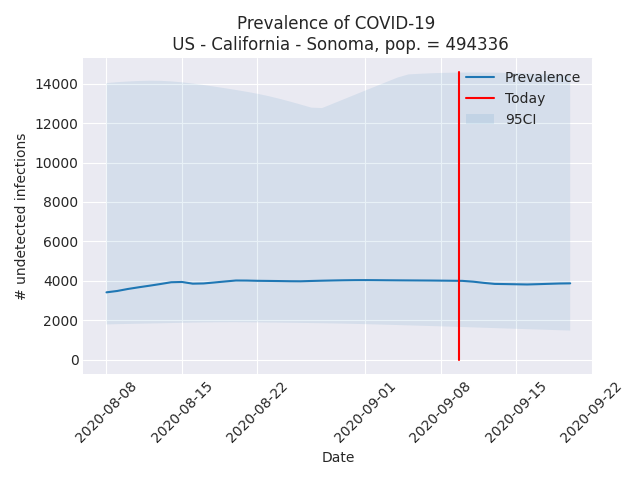 Prevalence of COVID-19
US - California - Sonoma, pop. = 494336
Prevalence
Today
95CI
14000
12000
10000
8000
6000
4000
2000
0
# undetected infections
2020-08-08
2020-08-15
2020-08-22
2020-09-01
2020-09-08
2020-09-15
2020-09-22
Date